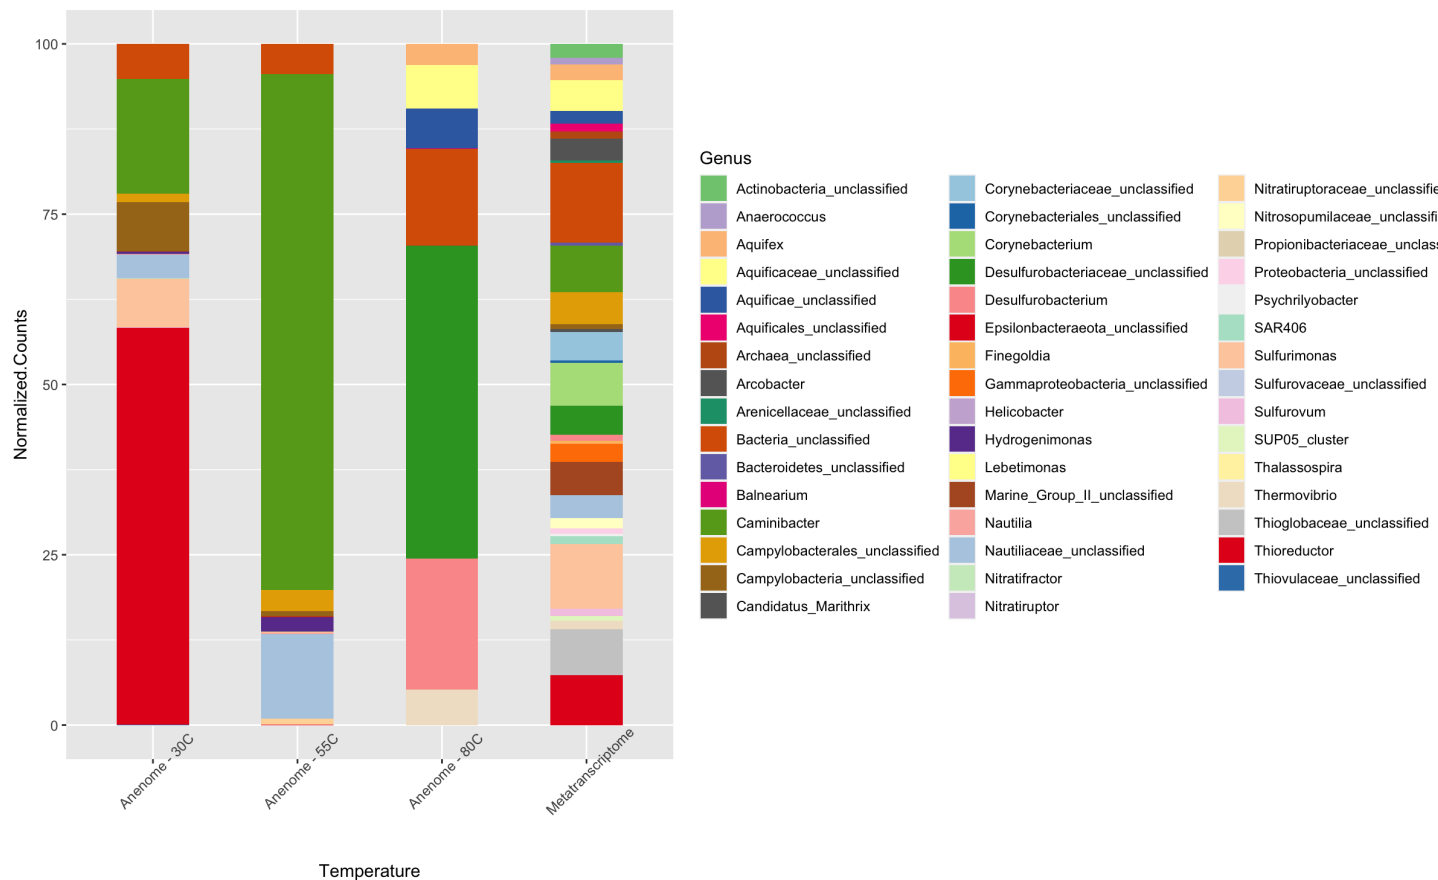 Normalized.Counts
100
75
50
25
0
Anenome - 30C
Anenome - 55C
Anenome - 80C
Metatranscriptome
Temperature
Genus
Actinobacteria_unclassified
Anaerococcus
Aquifex
Aquificaceae_unclassified
Aquificae_unclassified
Aquificales_unclassified
Archaea_unclassified
Arcobacter
Arenicellaceae_unclassified
Bacteria_unclassified
Bacteroidetes_unclassified
Balnearium
Caminibacter
Campylobacterales_unclassified
Campylobacteria_unclassified
Candidatus_Marithrix
Corynebacteriaceae_unclassified
Corynebacteriales_unclassified
Corynebacterium
Desulfurobacteriaceae_unclassified
Desulfurobacterium
Epsilonbacteraeota_unclassified
Finegoldia
Gammaproteobacteria_unclassified
Helicobacter
Hydrogenimonas
Lebetimonas
Marine_Group_II_unclassified
Nautilia
Nautiliaceae_unclassified
Nitratifractor
Nitratiruptor
Nitratiruptoraceae_unclassifie
Nitrosopumilaceae_unclassifi
Propionibacteriaceae_unclas
Proteobacteria_unclassified
Psychrilyobacter
SAR406
Sulfurimonas
Sulfurovaceae_unclassified
Sulfurovum
SUP05_cluster
Thalassospira
Thermovibrio
Thioglobaceae_unclassified
Thioreductor
Thiovulaceae_unclassified